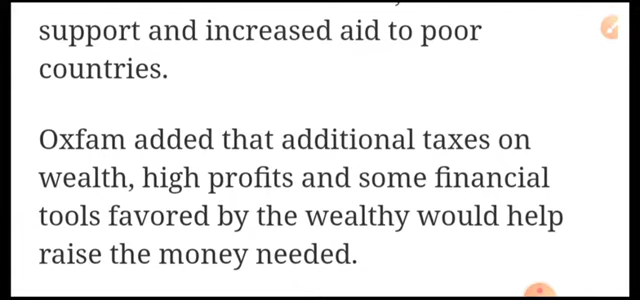 support and increased aid to poor
countries.
Oxfam added that additional taxes on
wealth, high profits and some financial
tools favored by the wealthy would help
raise the money needed.